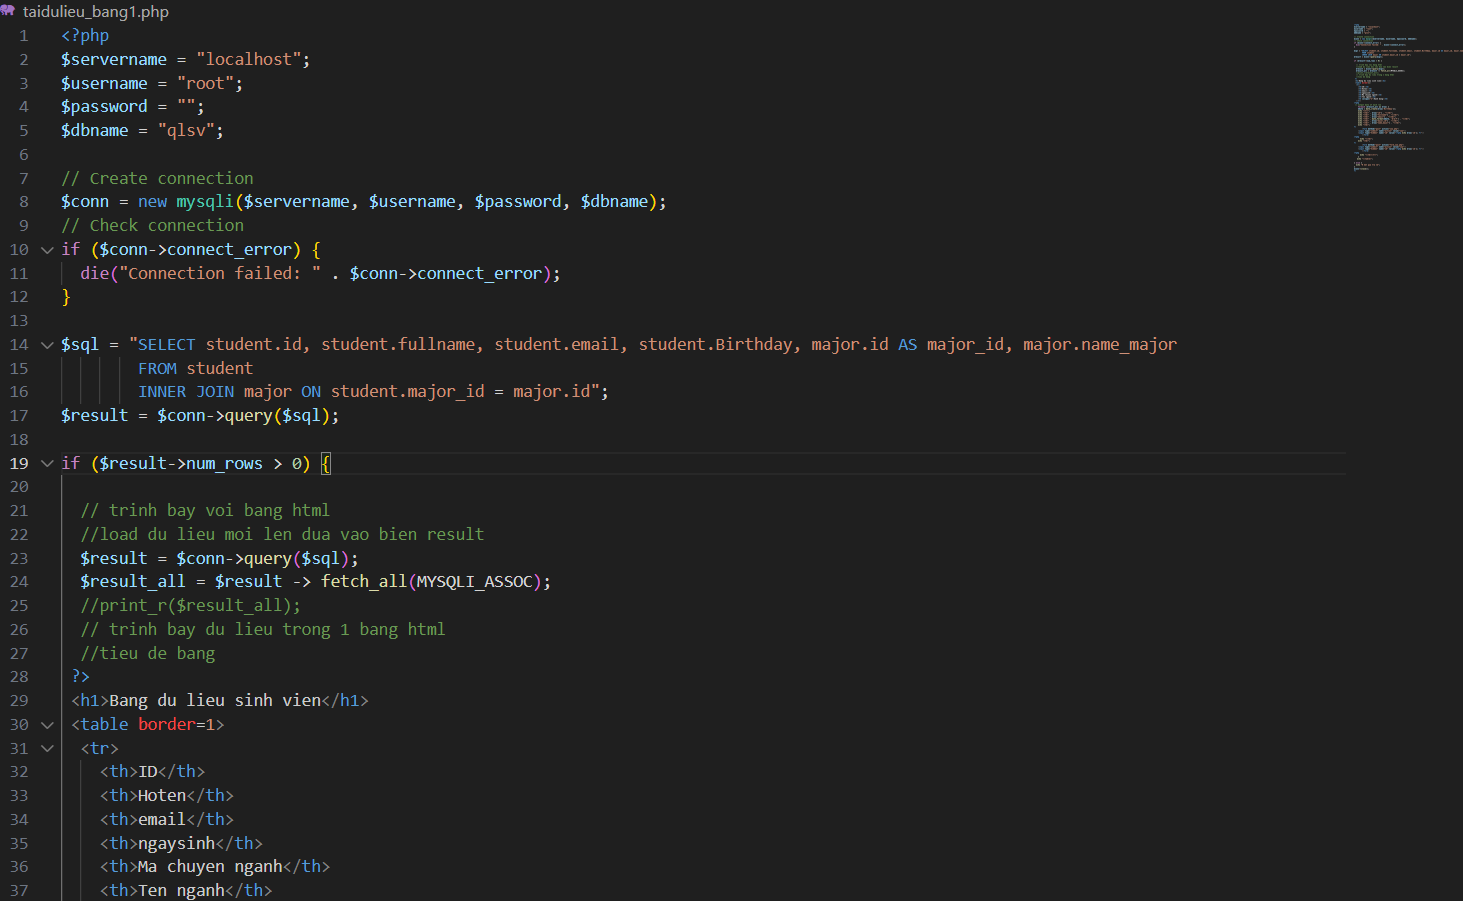 taidulieu_bang1.php
1 <?php
2 $servername = "localhost";
3 $username = "root";
4 $password = "";
5 $dbname = "qlsv";
6
7 // Create connection
8 $conn = new mysqli($servername, $username, $password, $dbname);
9 // Check connection
10 if ($conn->connect_error) {
11 die("Connection failed: " . $conn->connect_error);
12 }
13
14 $sql = "SELECT student.id, student.fullname, student.email, student.Birthday, major.id AS major_id, major.name_major
15 FROM student
16 INNER JOIN major ON student.major_id = major.id";
17 $result = $conn->query($sql);
18
19 if ($result->num_rows > 0) {
20
21 // trinh bay voi bang html
22 //load du lieu moi len dua vao bien result
23 $result = $conn->query($sql);
24 $result_all = $result -> fetch_all(MYSQLI_ASSOC);
25 //print_r($result_all);
26 // trinh bay du lieu trong 1 bang html
27 //tieu de bang
28 ?>
29 <h1>Bang du lieu sinh vien</h1>
30 <table border=1>
31 <tr>
32 <th>ID</th>
33 <th>Hoten</th>
34 <th>email</th>
35 <th>ngaysinh</th>
36 <th>Ma chuyen nganh</th>
37 <th>Ten nganh</th>